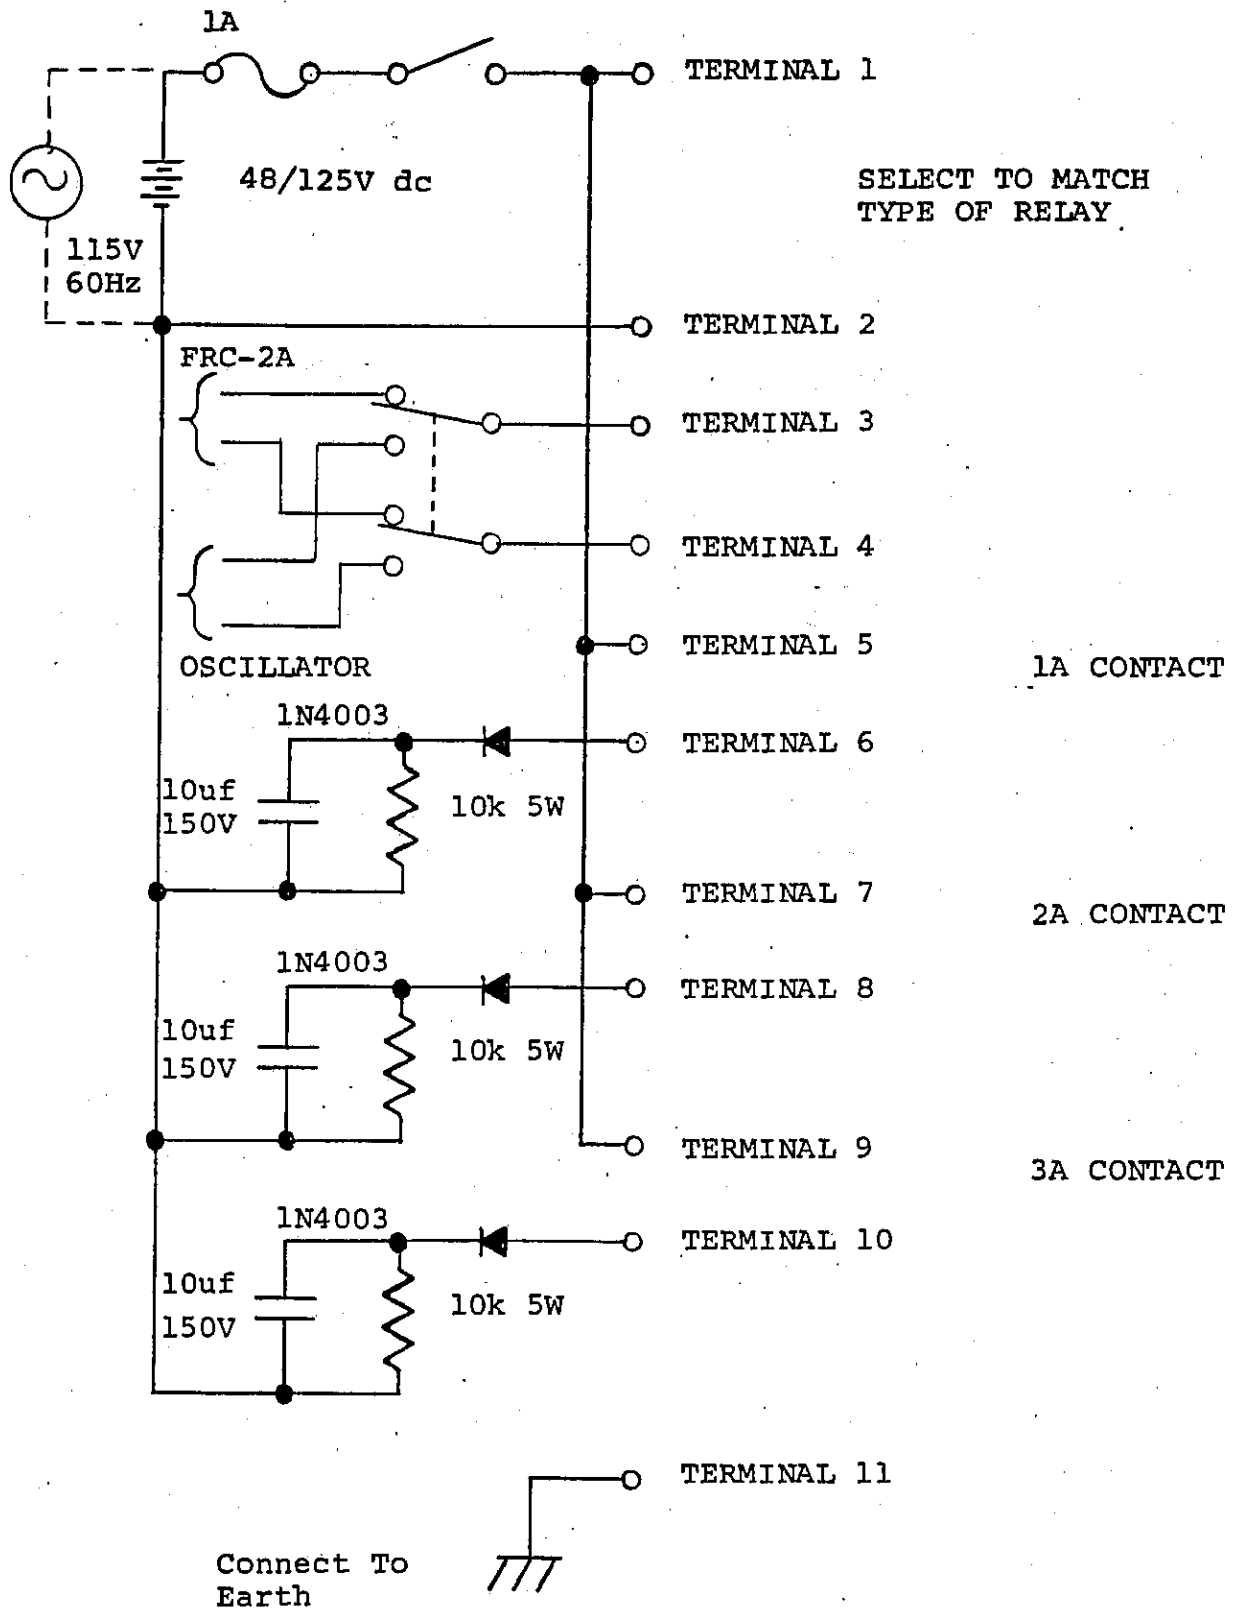 1A
TERMINAL 1
48/125V dc
SELECT TO MATCH
TYPE OF RELAY
115V
60Hz
TERMINAL 2
FRC-2A
TERMINAL 3
TERMINAL 4
TERMINAL 5
OSCILLATOR
1A CONTACT
1N4003
TERMINAL 6
10uf
150V
10k 5W
TERMINAL 7
2A CONTACT
1N4003
TERMINAL 8
10uf
150V
10k 5W
TERMINAL 9
3A CONTACT
1N4003
TERMINAL 10
10uf
150V
10k 5W
TERMINAL 11
Connect To
Earth